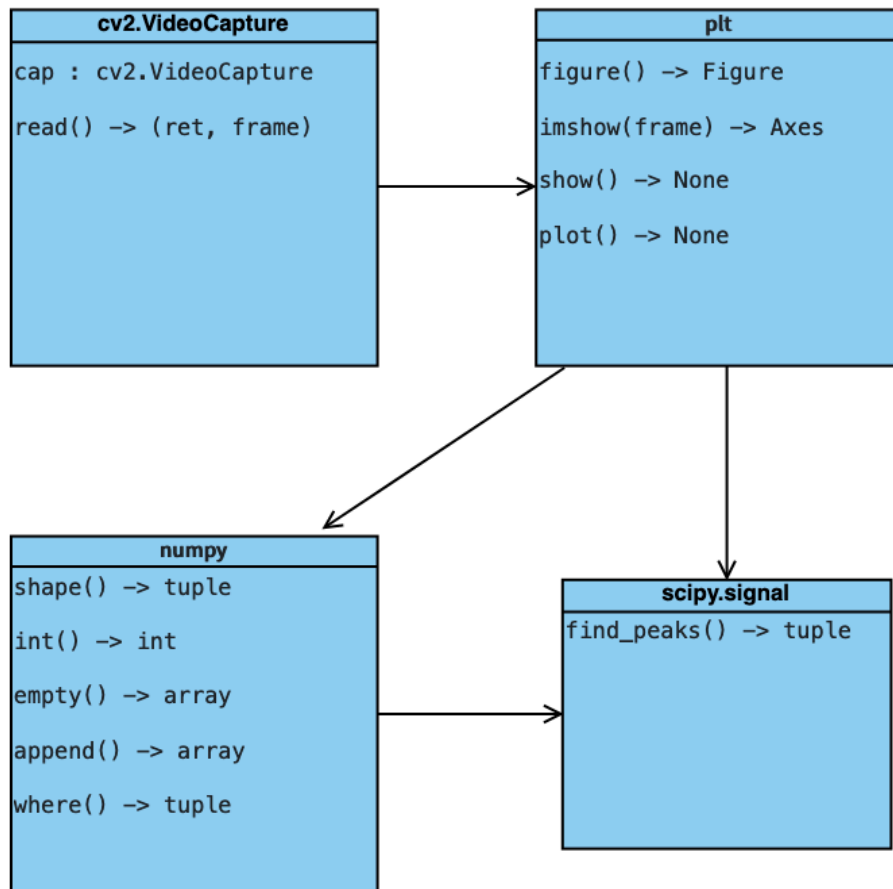 cv2.VideoCapture
cap : cv2.VideoCapture
read() -> (ret, frame)
plt
figure() -> Figure
imshow(frame) -> Axes
show() -> None
plot() -> None
numpy
shape() -> tuple
int() -> int
empty() -> array
append() -> array
where() -> tuple
scipy.signal
find_peaks() -> tuple